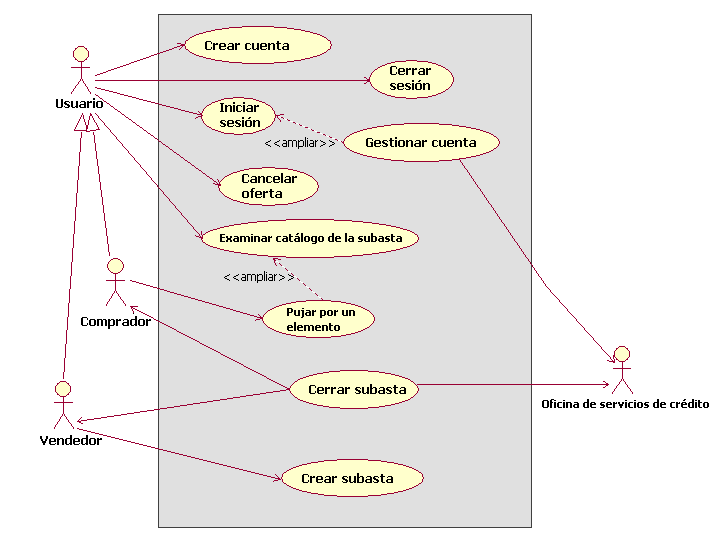 Crear cuenta
Cerrar
sesión
Usuario
Iniciar
sesión
<<ampliar>>
Gestionar cuenta
Cancelar
oferta
Examinar catálogo de la subasta
<<ampliar>>
Pujar por un
elemento
Comprador
Cerrar subasta
Oficina de servicios de crédito
Vendedor
Crear subasta